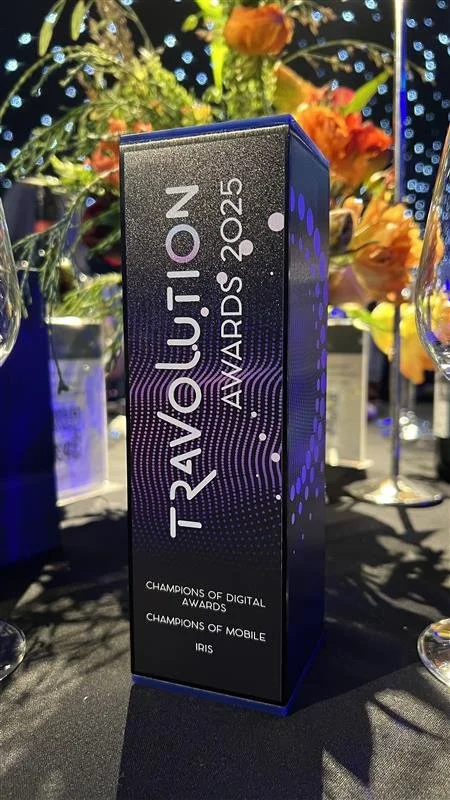 TRAVOLUTION
AWARDS 2025
CHAMPIONS OF DIGITAL
AWARDS
CHAMPIONS OF MOBILE
IRIS